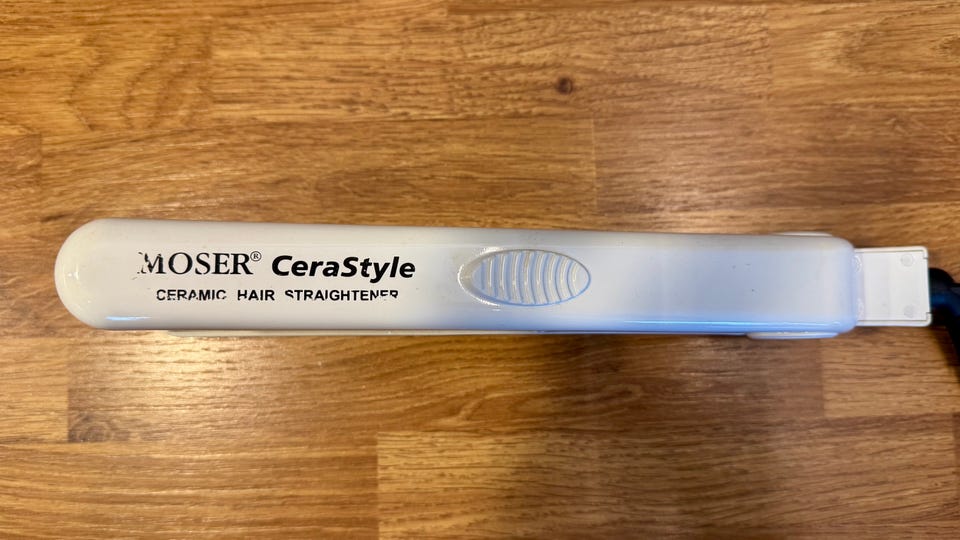 MOSER® CeraStyle
CERAMIC HAIR STRAIGHTENER